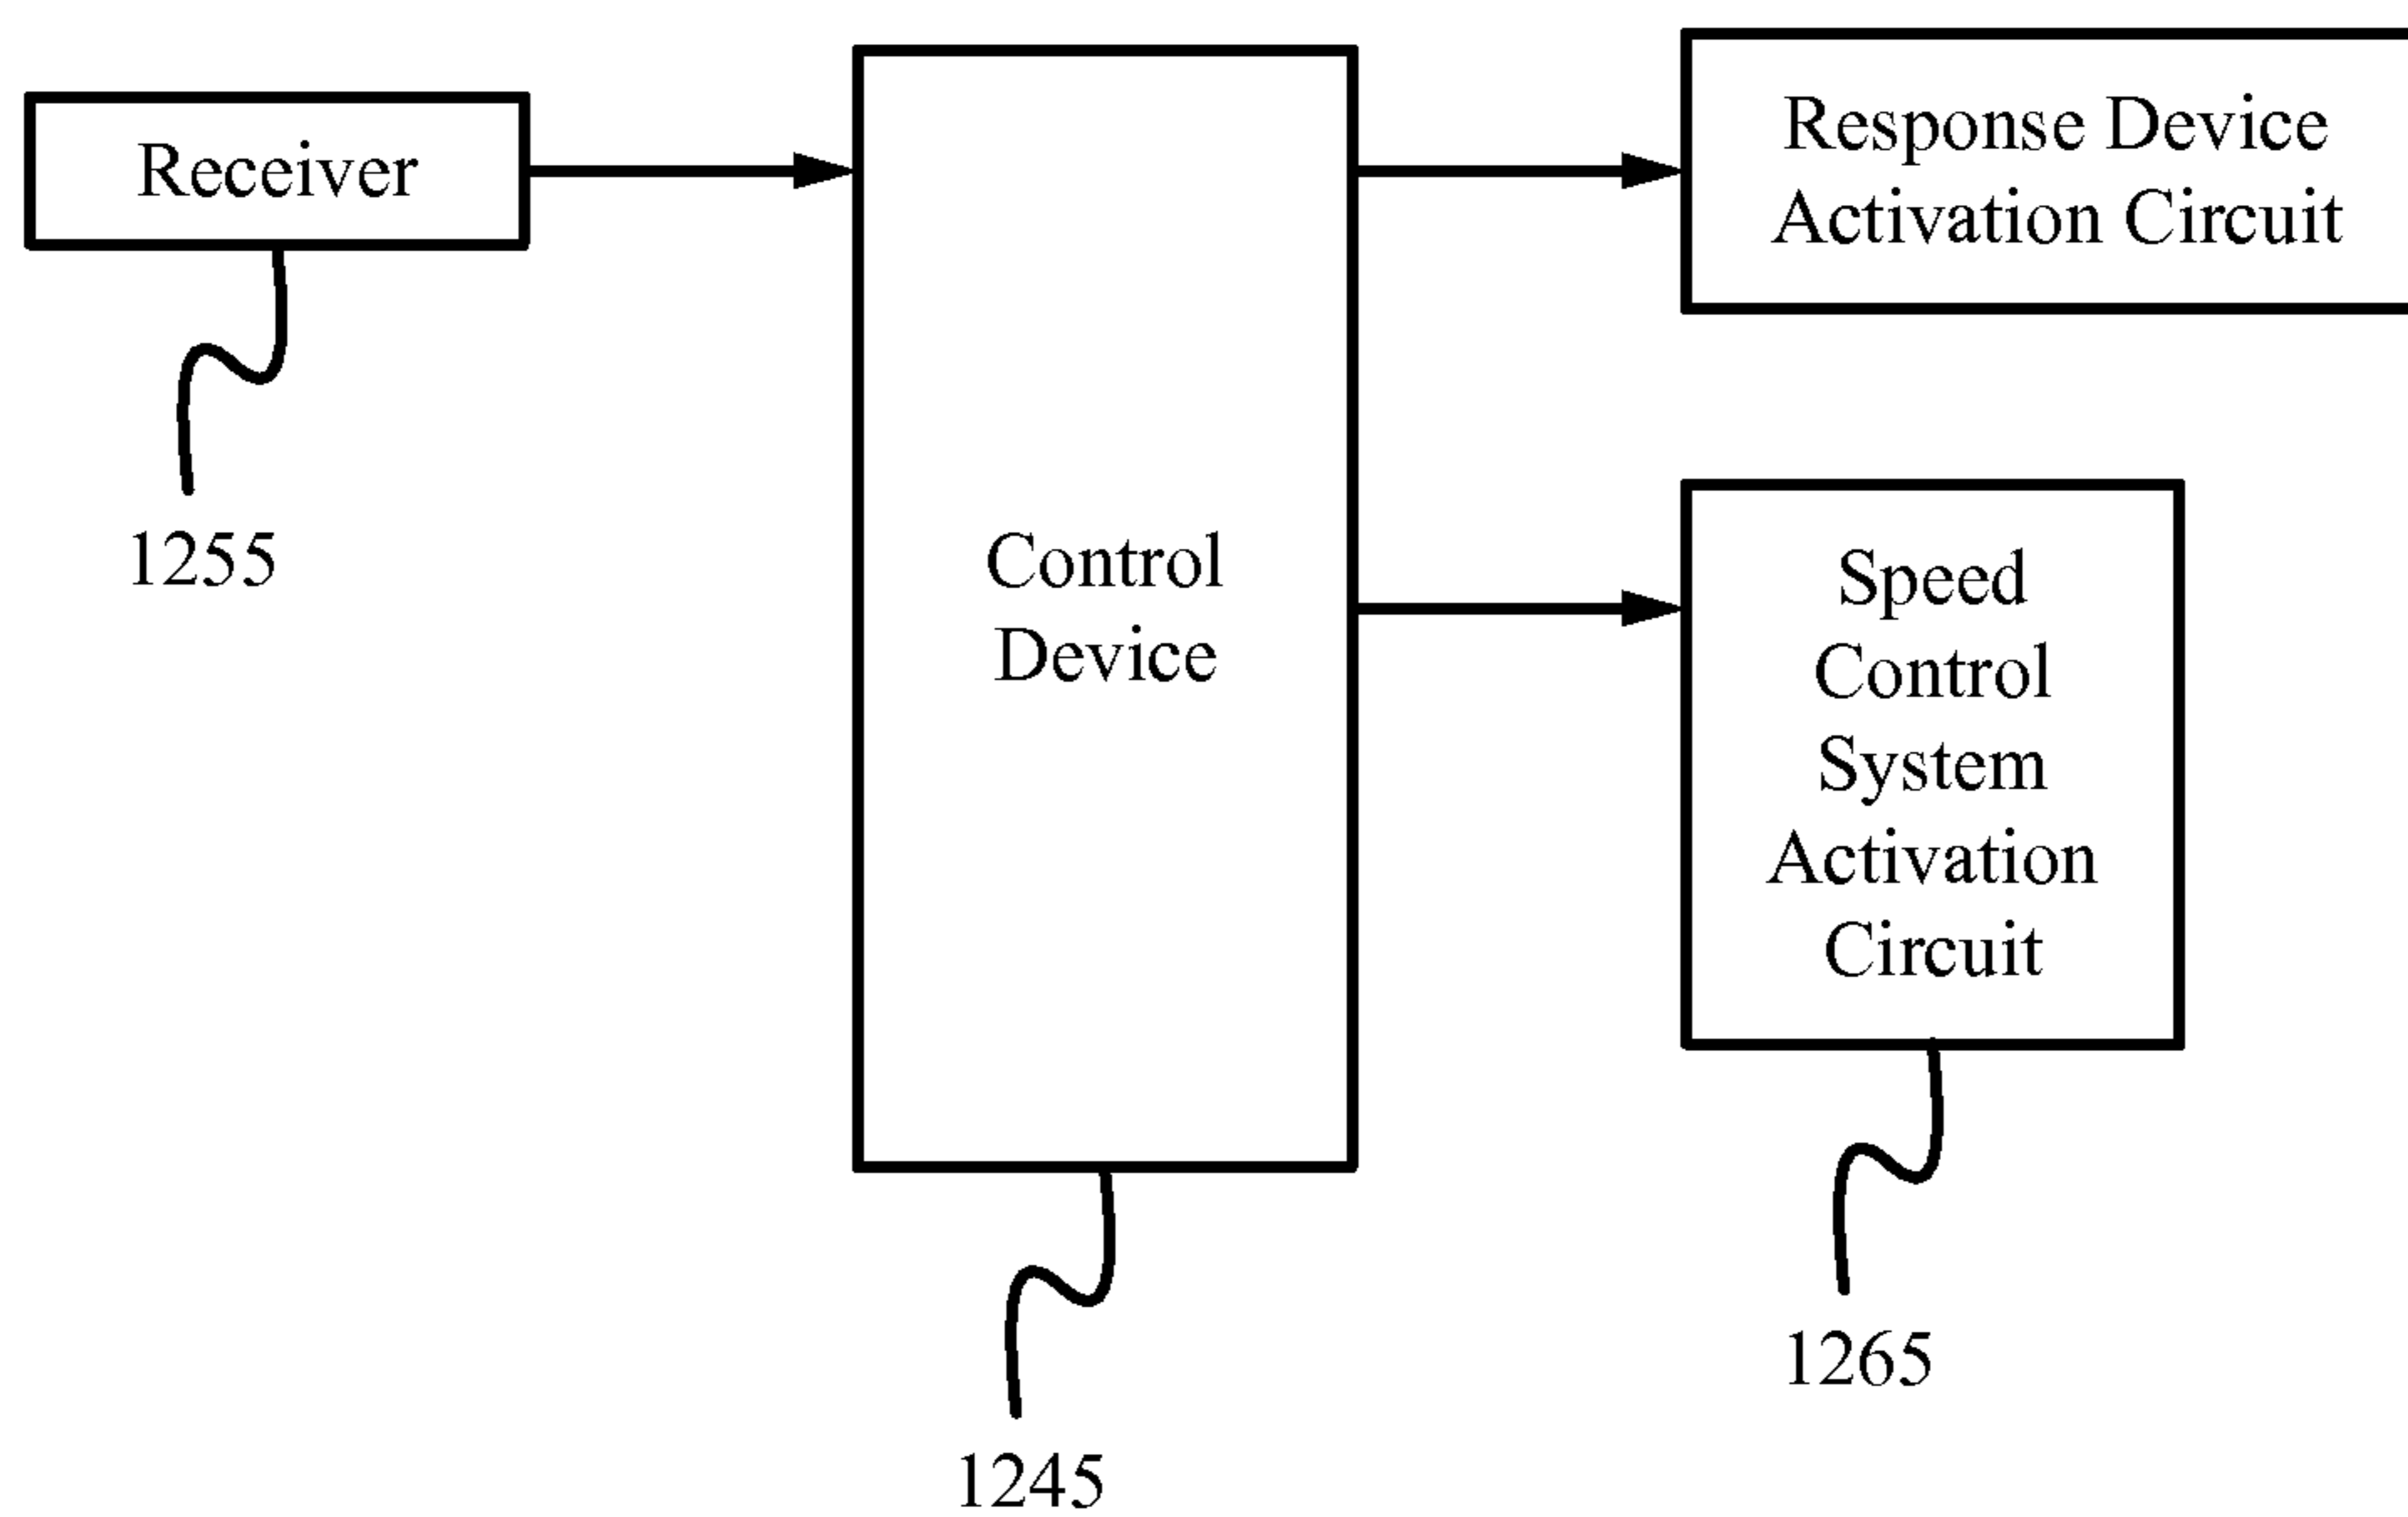 Receiver
1255
Control
Device
1245
Response Device
Activation Circuit
Speed
Control
System
Activation
Circuit
1265